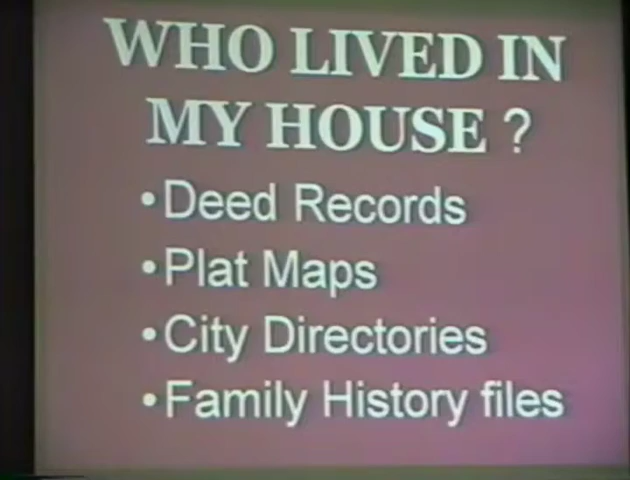 WHO LIVED IN
MY HOUSE ?
•Deed Records
•Plat Maps
•City Directories
•Family History files